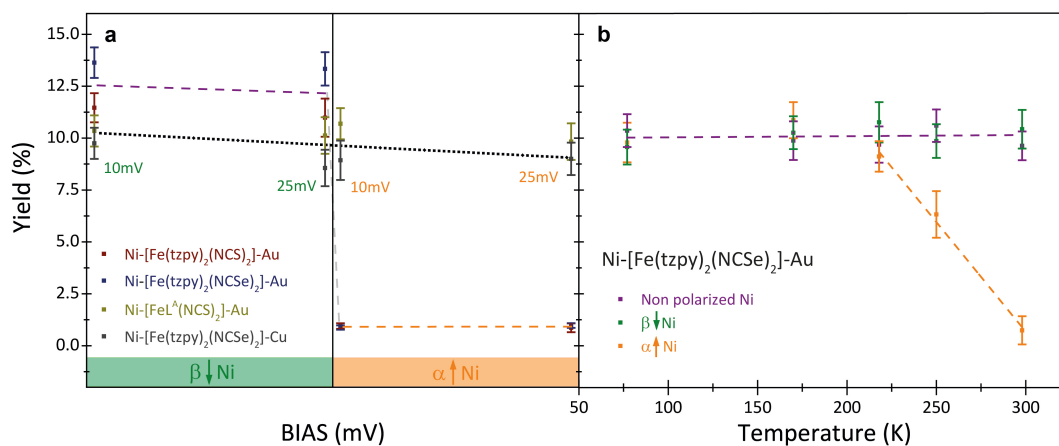 a
b
15.0
12.5
10.0
7.5
5.0
2.5
0.0
Yield (%)
10mV
25mV
10mV
25mV
Ni-[Fe(tzpy)₂(NCS)₂]-Au
Ni-[Fe(tzpy)₂(NCSe)₂]-Au
Ni-[FeLᴬ(NCS)₂]-Au
Ni-[Fe(tzpy)₂(NCSe)₂]-Cu
β↓Ni
α↑Ni
BIAS (mV)
Ni-[Fe(tzpy)₂(NCSe)₂]-Au
Non polarized Ni
β↓Ni
α↑Ni
50
100
150
200
250
300
Temperature (K)